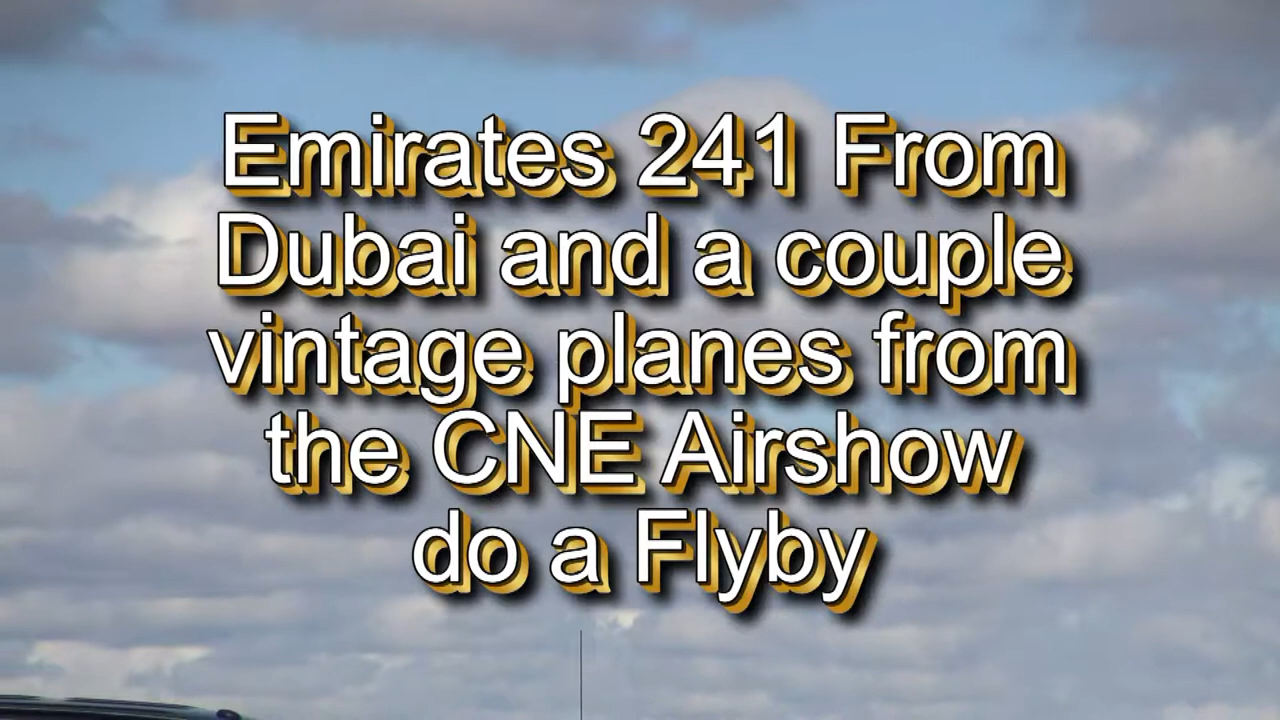 Emirates 241 From
Dubai and a couple
vintage planes from
the CNE Airshow
do a Flyby